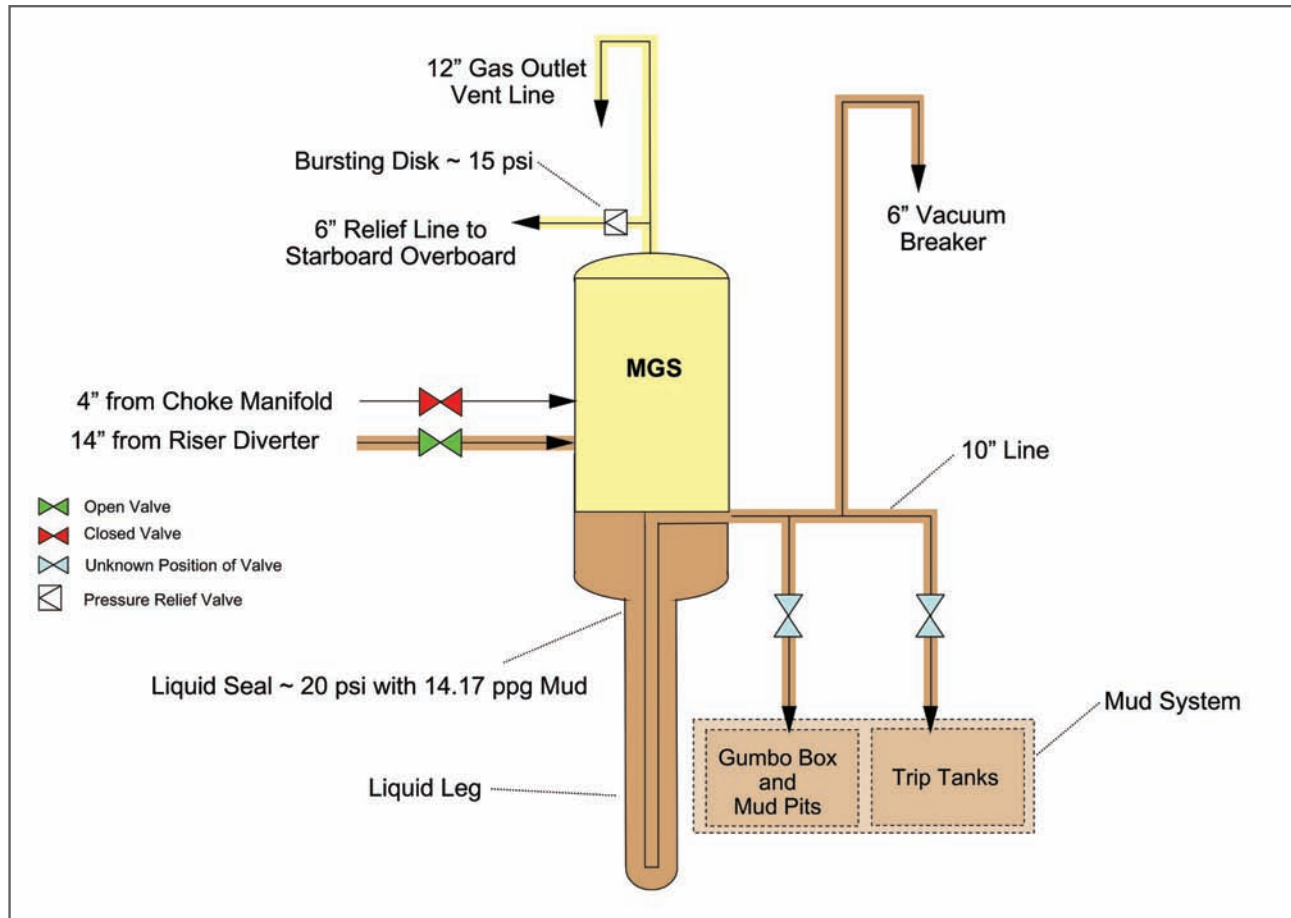 12” Gas Outlet
Vent Line
Bursting Disk ~ 15 psi
6” Relief Line to
Starboard Overboard
6” Vacuum
Breaker
MGS
4” from Choke Manifold
14” from Riser Diverter
10” Line
Open Valve
Closed Valve
Unknown Position of Valve
Pressure Relief Valve
Liquid Seal ~ 20 psi with 14.17 ppg Mud
Mud System
Liquid Leg
Gumbo Box
and
Mud Pits
Trip Tanks